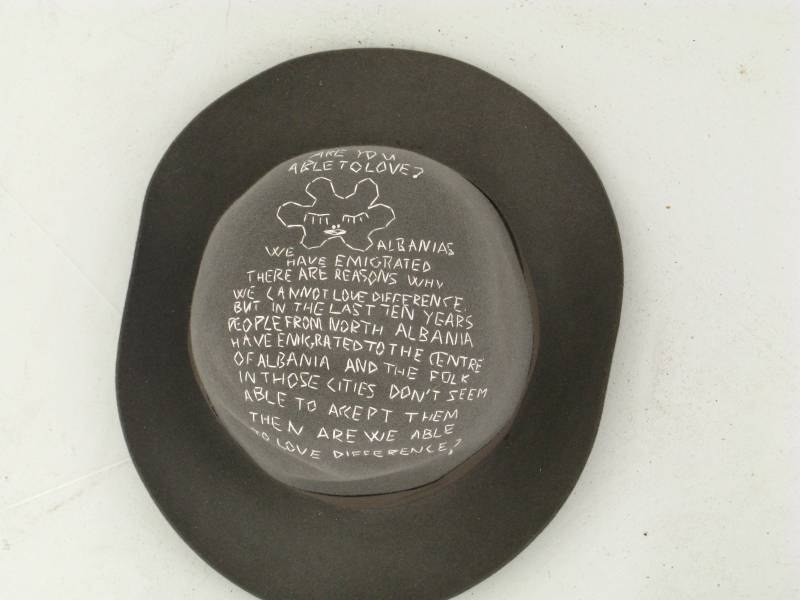 ARE YOU
ABLE TO LOVE?
WE ALBANIAS
HAVE EMIGRATED
THERE ARE REASONS WHY
WE CANNOT LOVE DIFFERENCE.
BUT IN THE LAST TEN YEARS
PEOPLE FROM NORTH ALBANIA
HAVE EMIGRATED TO THE CENTRE
OF ALBANIA AND THE FOLK
IN THOSE CITIES DON'T SEEM
ABLE TO ACCEPT THEM
THEN ARE WE ABLE
TO LOVE DIFFERENCE?